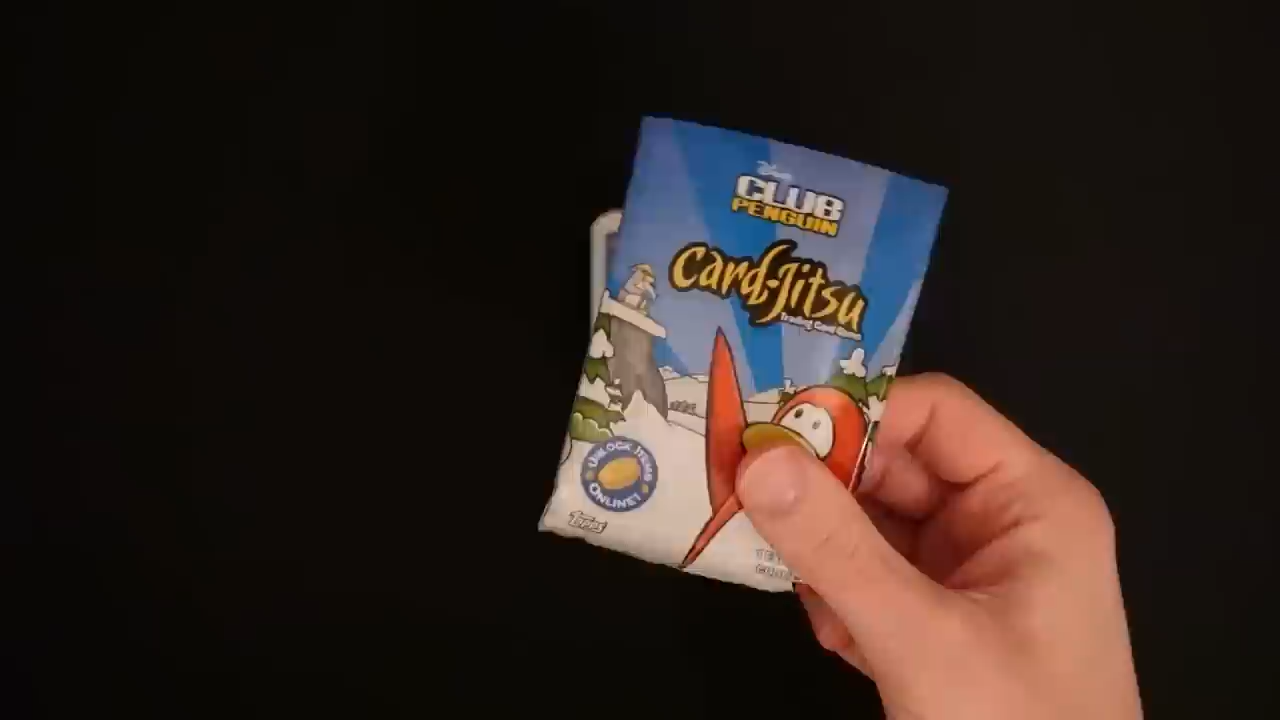 Disney
CLUB
PENGUIN
Card-Jitsu
Trading Card Game
UNLOCK ITEMS
ONLINE!
Topps